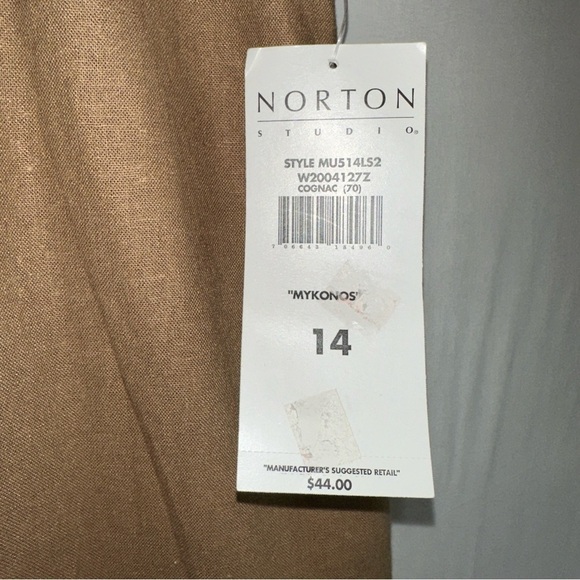 NORTON
STUDIO®
STYLE MU514LS2
W2004127Z
COGNAC (70)
"MYKONOS"
14
"MANUFACTURER'S SUGGESTED RETAIL"
$44.00